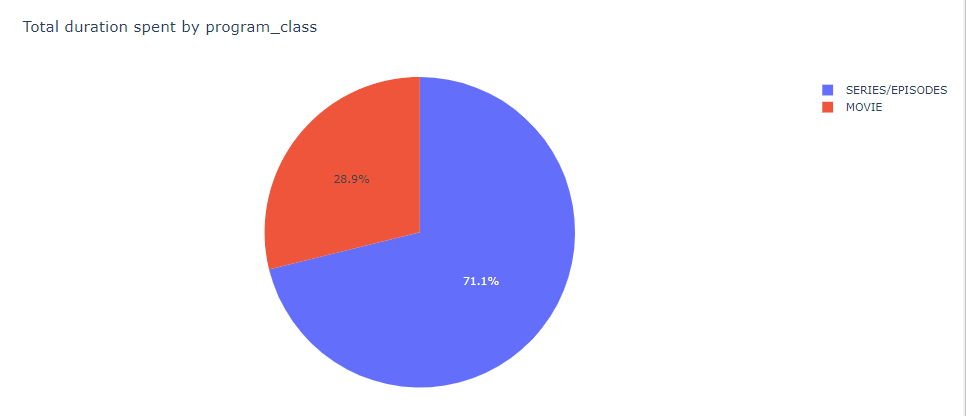 Total duration spent by program_class
SERIES/EPISODES
MOVIE
28.9%
71.1%